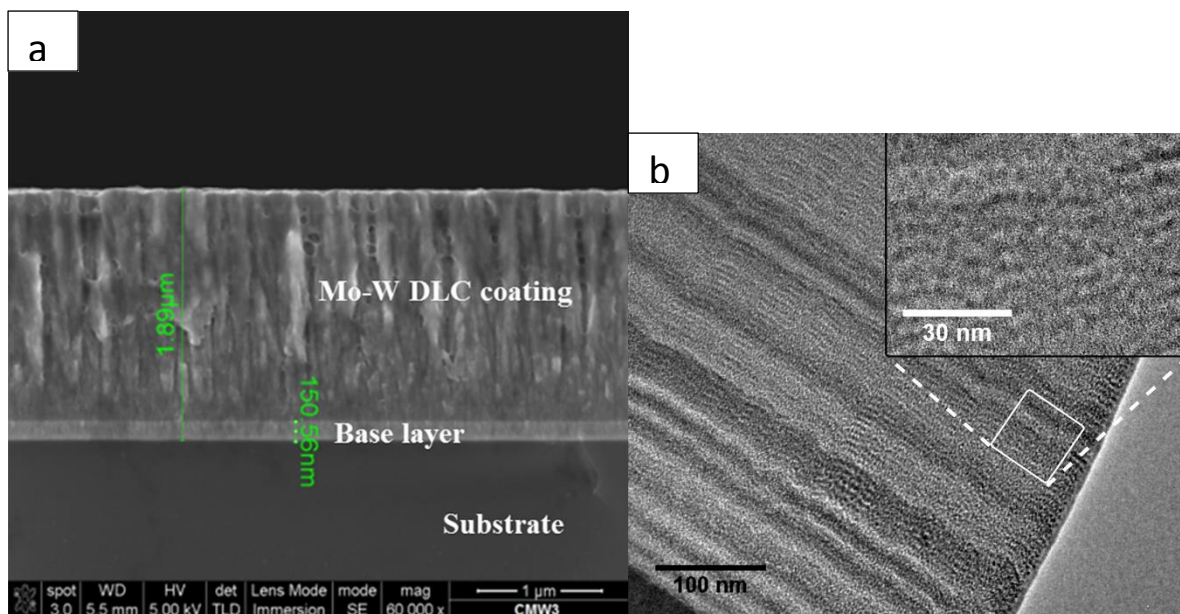 a
b
1.89µm
Mo-W DLC coating
150.56nm
Base layer
Substrate
30 nm
100 nm
spot WD HV det Lens Mode mode mag 1 µm
3.0 5.5 mm 5.00 kV TLD Immersion SE 60 000 x CMW3